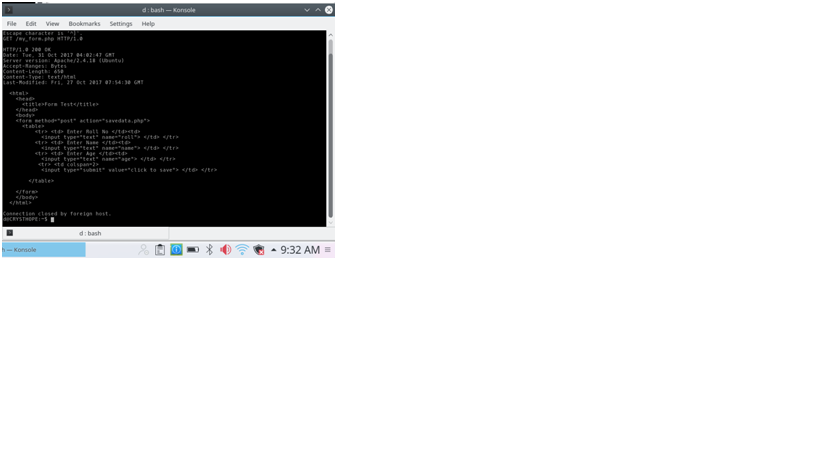 d : bash — Konsole
File Edit View Bookmarks Settings Help
Escape character is '^]'.
GET /my_form.php HTTP/1.0
HTTP/1.0 200 OK
Date: Tue, 31 Oct 2017 04:02:47 GMT
Server version: Apache/2.4.18 (Ubuntu)
Accept-Ranges: Bytes
Content-Length: 650
Content-Type: text/html
Last-Modified: Fri, 27 Oct 2017 07:54:30 GMT
<html>
<head>
<title>Form Test</title>
</head>
<body>
<form method="post" action="savedata.php">
<table>
<tr> <td> Enter Roll No </td><td>
<input type="text" name="roll"> </td> </tr>
<tr> <td> Enter Name </td><td>
<input type="text" name="name"> </td> </tr>
<tr> <td> Enter Age </td><td>
<input type="text" name="age"> </td> </tr>
<tr> <td colspan=2>
<input type="submit" value="click to save"> </td> </tr>
</table>
</form>
</body>
</html>
Connection closed by foreign host.
d : bash
h — Konsole
9:32 AM